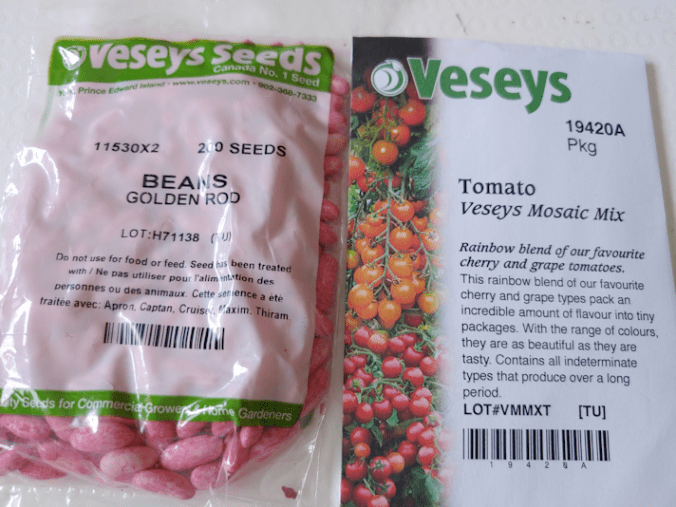 Veseys Seeds
Canada No. 1 Seed
York, Prince Edward Island • www.veseys.com • 902-368-7333
11530X2 200 SEEDS
BEANS
GOLDEN ROD
LOT:H71138 (TU)
Do not use for food or feed. Seed has been treated
with / Ne pas utiliser pour l'alimentation des
personnes ou des animaux. Cette semence a été
traitée avec: Apron, Captan, Cruiser, Maxim, Thiram
Seeds for Commercial Growers & Home Gardeners
Veseys
19420A
Pkg
Tomato
Veseys Mosaic Mix
Rainbow blend of our favourite
cherry and grape tomatoes.
This rainbow blend of our favourite
cherry and grape types pack an
incredible amount of flavour into tiny
packages. With the range of colours,
they are as beautiful as they are
tasty. Contains all indeterminate
types that produce over a long
period.
LOT#VMMXT [TU]
19420A